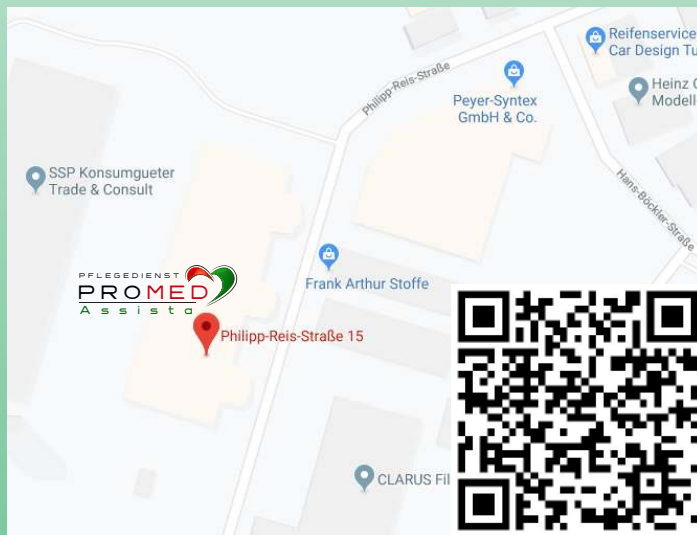 Reifenservice
Car Design Tu
Philipp-Reis-Straße
Peyer-Syntex
GmbH & Co.
Heinz
Modell
SSP Konsumgueter
Trade & Consult
Hans-Böckler-Straße
Frank Arthur Stoffe
PFLEGEDIENST
PROMED
Assista
Philipp-Reis-Straße 15
CLARUS Fil